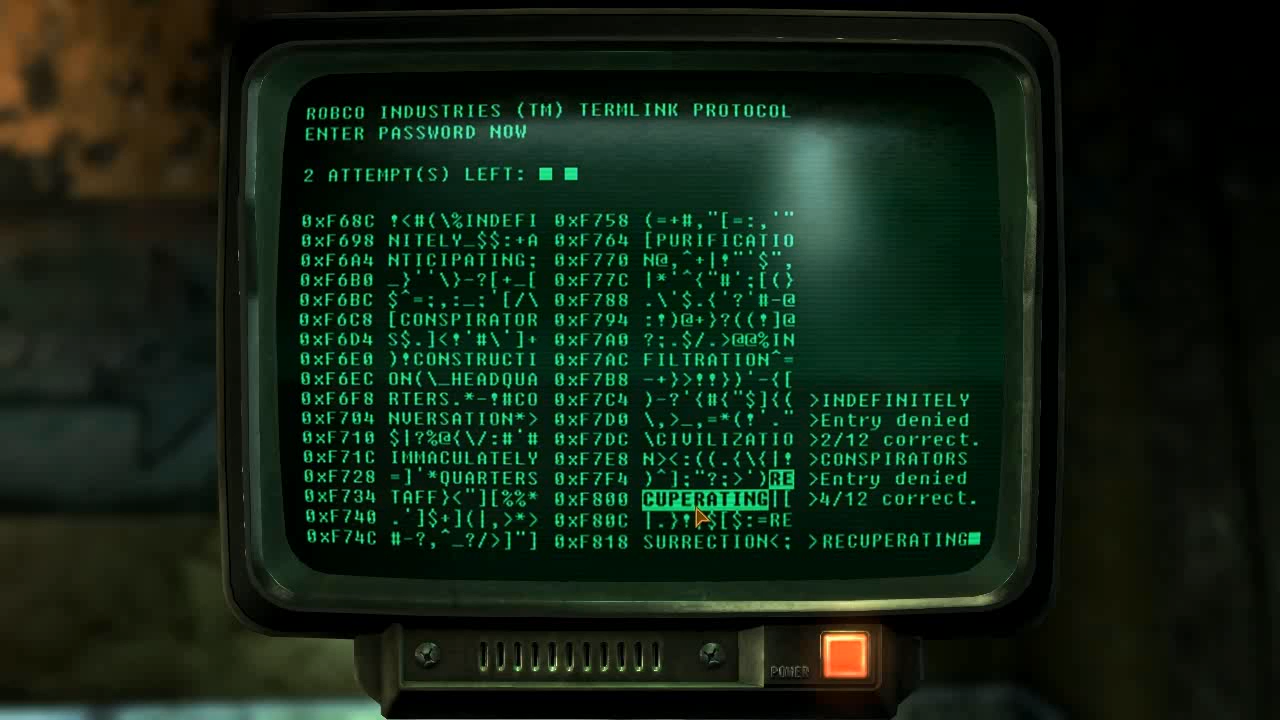 ROBCO INDUSTRIES (TM) TERMLINK PROTOCOL
ENTER PASSWORD NOW
2 ATTEMPT(S) LEFT:
0xF68C !<#(\%INDEFI 0xF758 (=+#,"[=:,'"
0xF698 NITELY_$$:+A 0xF764 [PURIFICATIO
0xF6A4 NTICIPATING; 0xF770 N@,^+|!"'$",
0xF6B0 _}''\}-?[+_[ 0xF77C |*'^{"#';[(}
0xF6BC $^=;,:_;'[/\ 0xF788 .\'$.{'?'#-@
0xF6C8 [CONSPIRATOR 0xF794 :!)@+}?((!]@
0xF6D4 S$.]<!'#\']+ 0xF7A0 ?;.$/.>@@%IN
0xF6E0 )!CONSTRUCTI 0xF7AC FILTRATION^=
0xF6EC ON(\_HEADQUA 0xF7B8 -+}>!!})'-{[
0xF6F8 RTERS.*-!#CO 0xF7C4 )-?'{#{"$]{( >INDEFINITELY
0xF704 NVERSATION*> 0xF7D0 \,>_,=*(!'." >Entry denied
0xF710 $|?%@{\/:#'# 0xF7DC \CIVILIZATIO >2/12 correct.
0xF71C IMMACULATELY 0xF7E8 N><:((.{\{|! >CONSPIRATORS
0xF728 =]'*QUARTERS 0xF7F4 )^];'?;>')RE >Entry denied
0xF734 TAFF}<"][%%* 0xF800 CUPERATING|[ >4/12 correct.
0xF740 .']$+](|,>*> 0xF80C |.}!,$[$:=RE
0xF74C #-?,^_?/>]"] 0xF818 SURRECTION<; >RECUPERATING
POWER